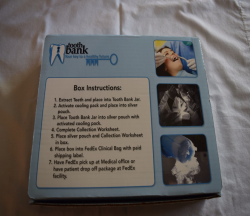 tooth
bank
Box Instructions:
1. Extract Teeth and place into Tooth Bank Jar.
2. Activate cooling pack and place into silver
pouch.
3. Place Tooth Bank Jar into silver pouch with
activated cooling pack.
4. Complete Collection Worksheet.
5. Place silver pouch and Collection Worksheet
in box.
6. Place box into FedEx Clinical Bag with paid
shipping label.
7. Have FedEx pick up at Medical office or
have patient drop off package at FedEx
facility.